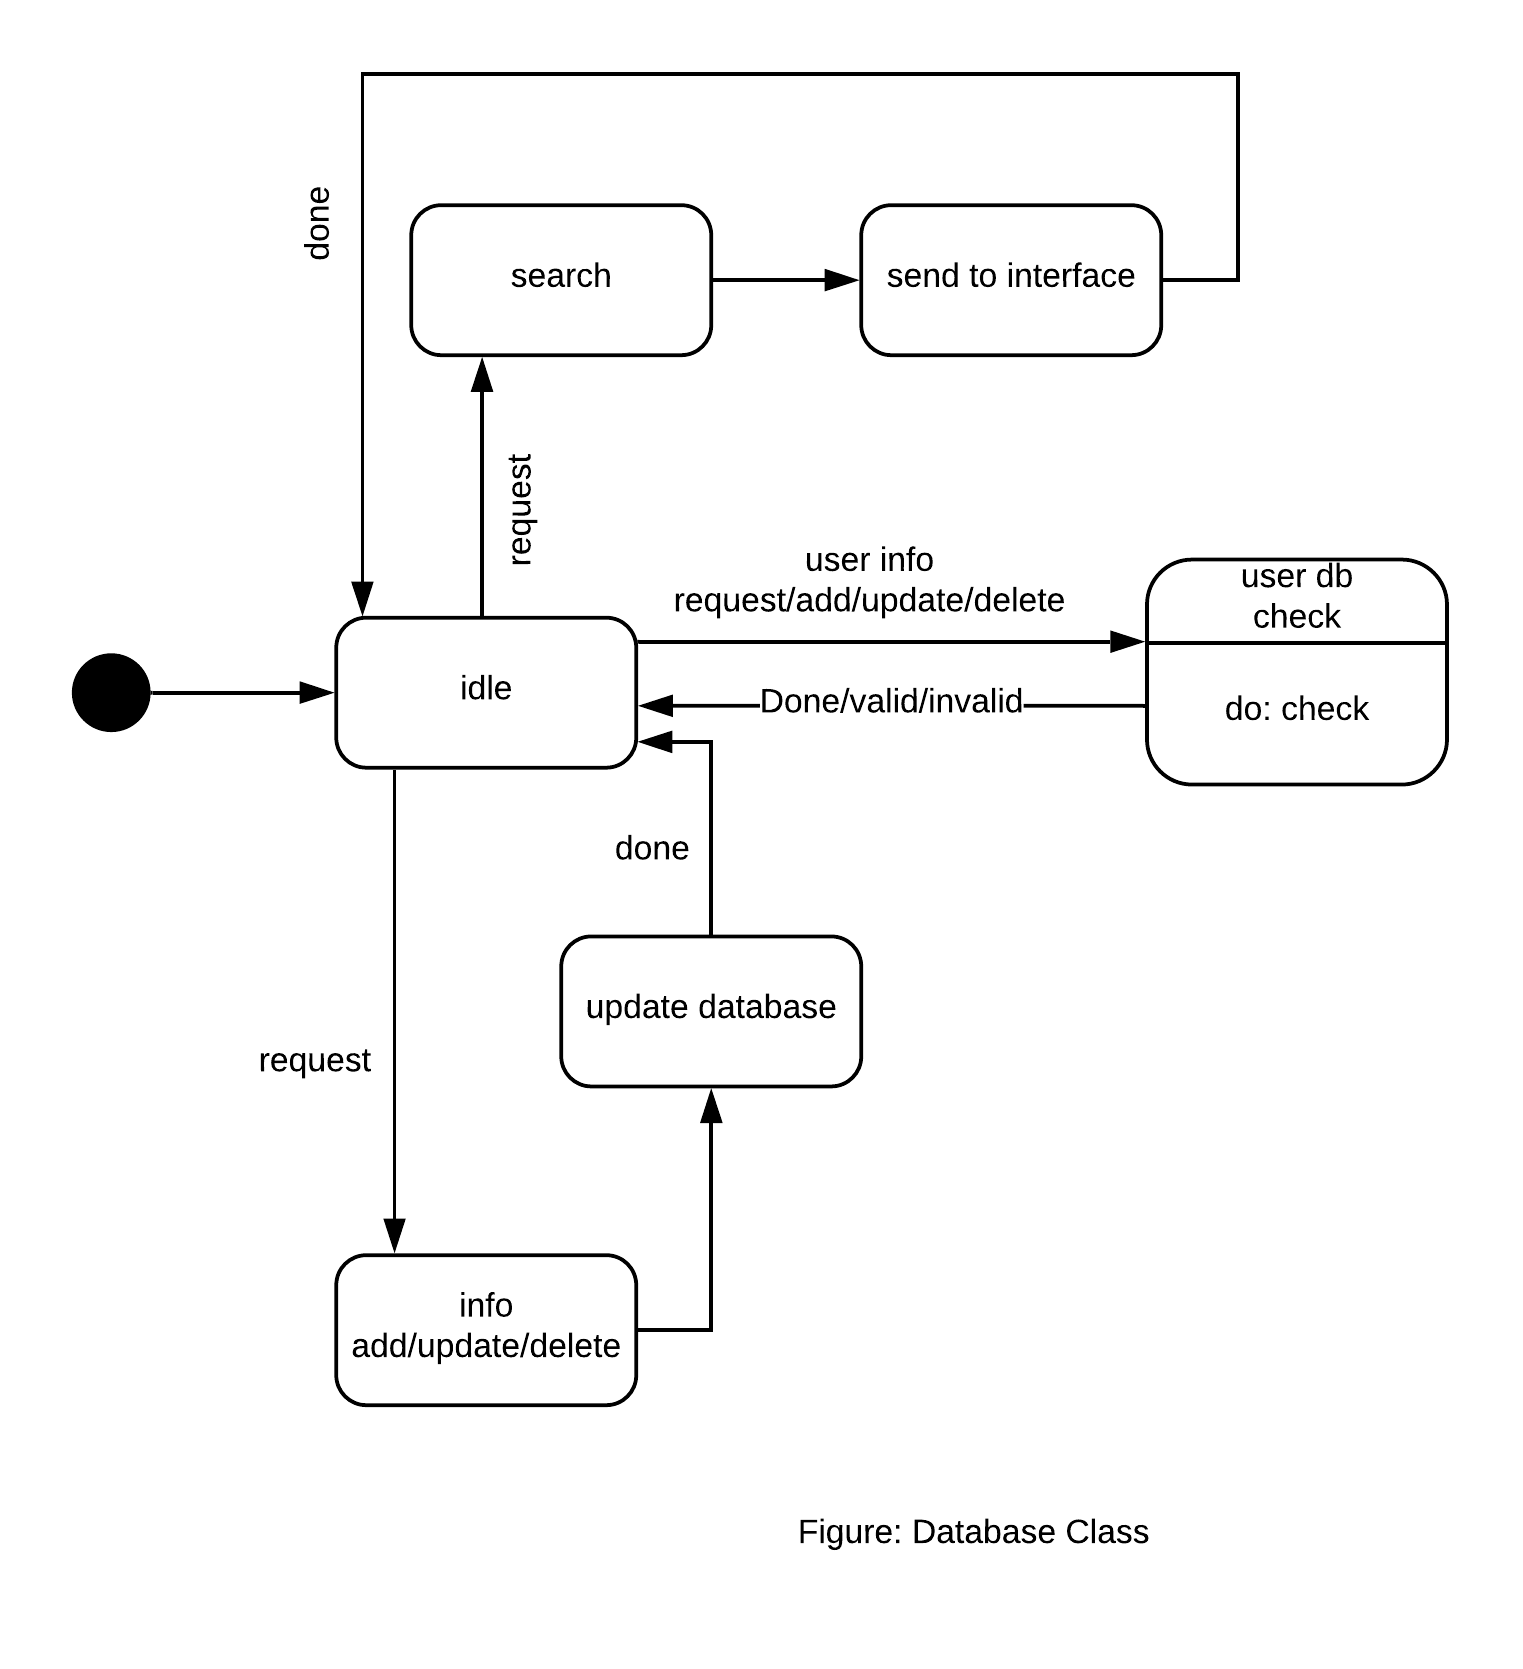 done
search
send to interface
request
user info
request/add/update/delete
user db
check
idle
Done/valid/invalid
do: check
done
update database
request
info
add/update/delete
Figure: Database Class